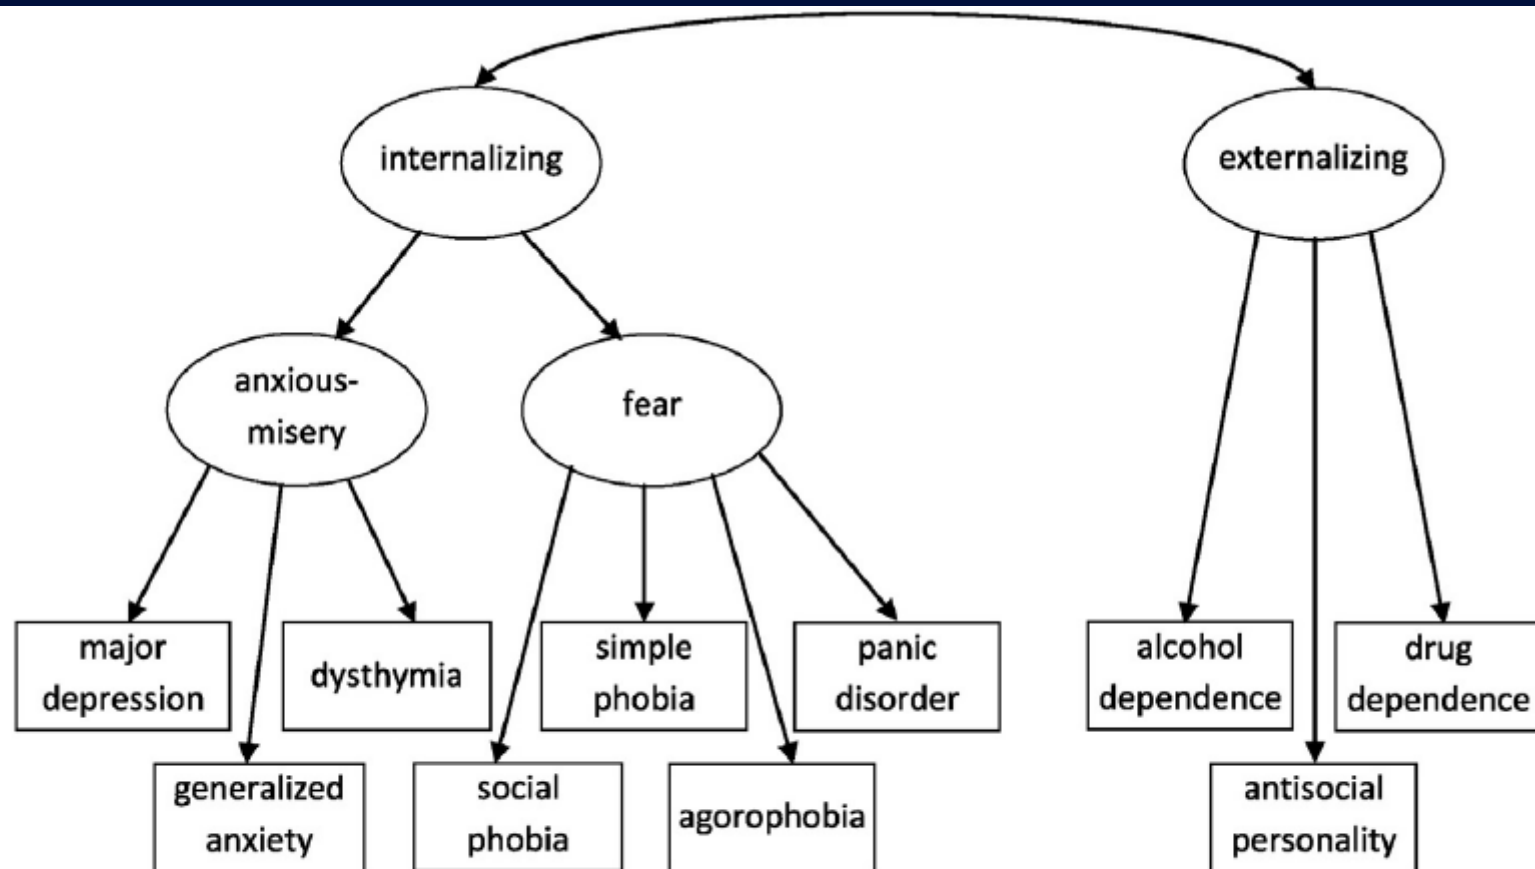 internalizing
externalizing
anxious-
misery
fear
major
depression
dysthymia
simple
phobia
panic
disorder
alcohol
dependence
drug
dependence
generalized
anxiety
social
phobia
agorophobia
antisocial
personality